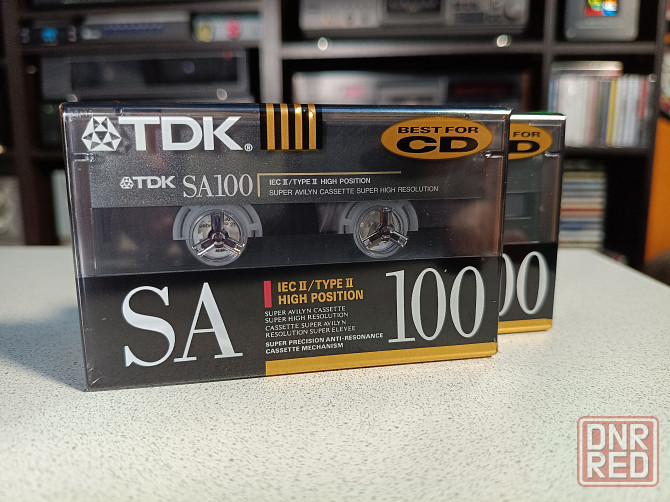 TDK®
BEST FOR
CD
TDK SA100
IEC II/TYPE II HIGH POSITION
SUPER AVILYN CASSETTE SUPER HIGH RESOLUTION
SA
IEC II/TYPE II
HIGH POSITION
SUPER AVILYN CASSETTE
SUPER HIGH RESOLUTION
CASSETTE SUPER AVILYN
RESOLUTION SUPER ELEVEE
SUPER PRECISION ANTI-RESONANCE
CASSETTE MECHANISM
100
FOR
D
00
DNR
RED